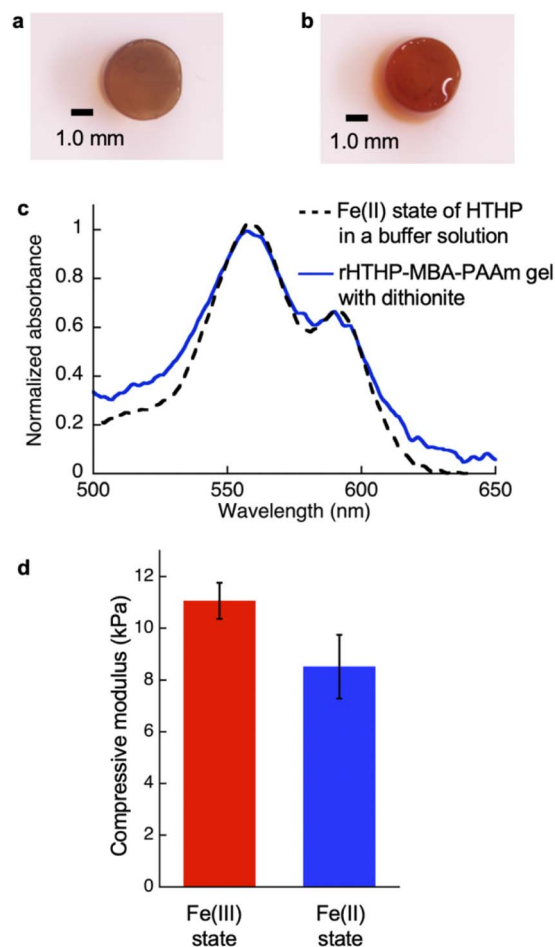 a
1.0 mm
b
1.0 mm
c
Normalized absorbance
1
0.8
0.6
0.4
0.2
0
500
550
600
650
Wavelength (nm)
Fe(II) state of HTHP
in a buffer solution
rHTHP-MBA-PAAm gel
with dithionite
d
Compressive modulus (kPa)
12
10
8
6
4
2
0
Fe(III)
state
Fe(II)
state